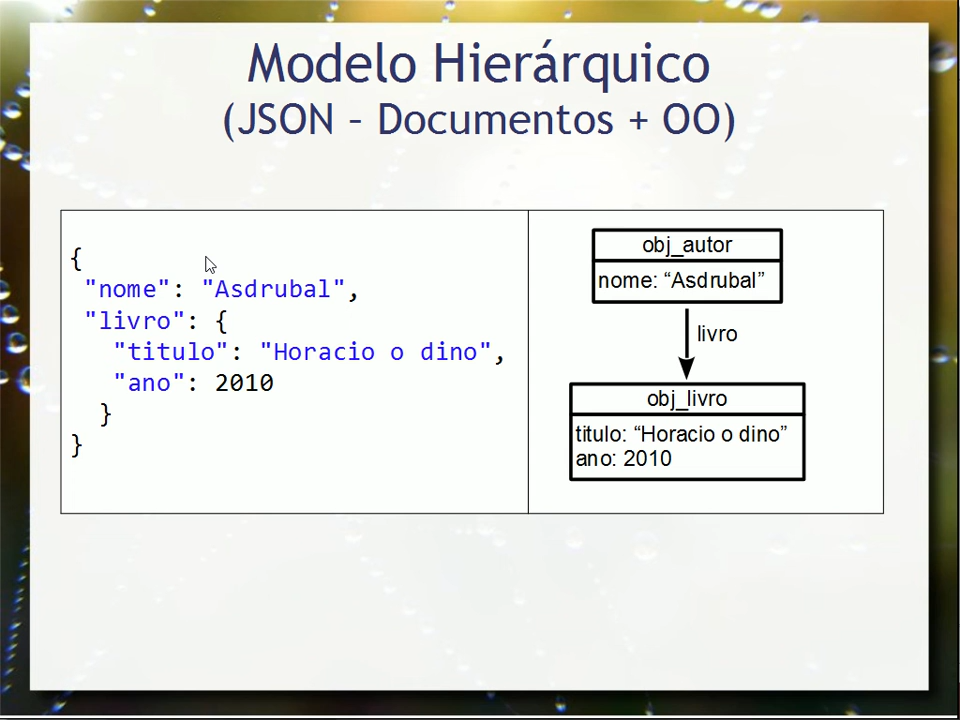 Modelo Hierárquico
(JSON – Documentos + OO)
{
"nome": "Asdrubal",
"livro": {
"titulo": "Horacio o dino",
"ano": 2010
}
}
obj_autor
nome: “Asdrubal”
livro
obj_livro
titulo: “Horacio o dino”
ano: 2010